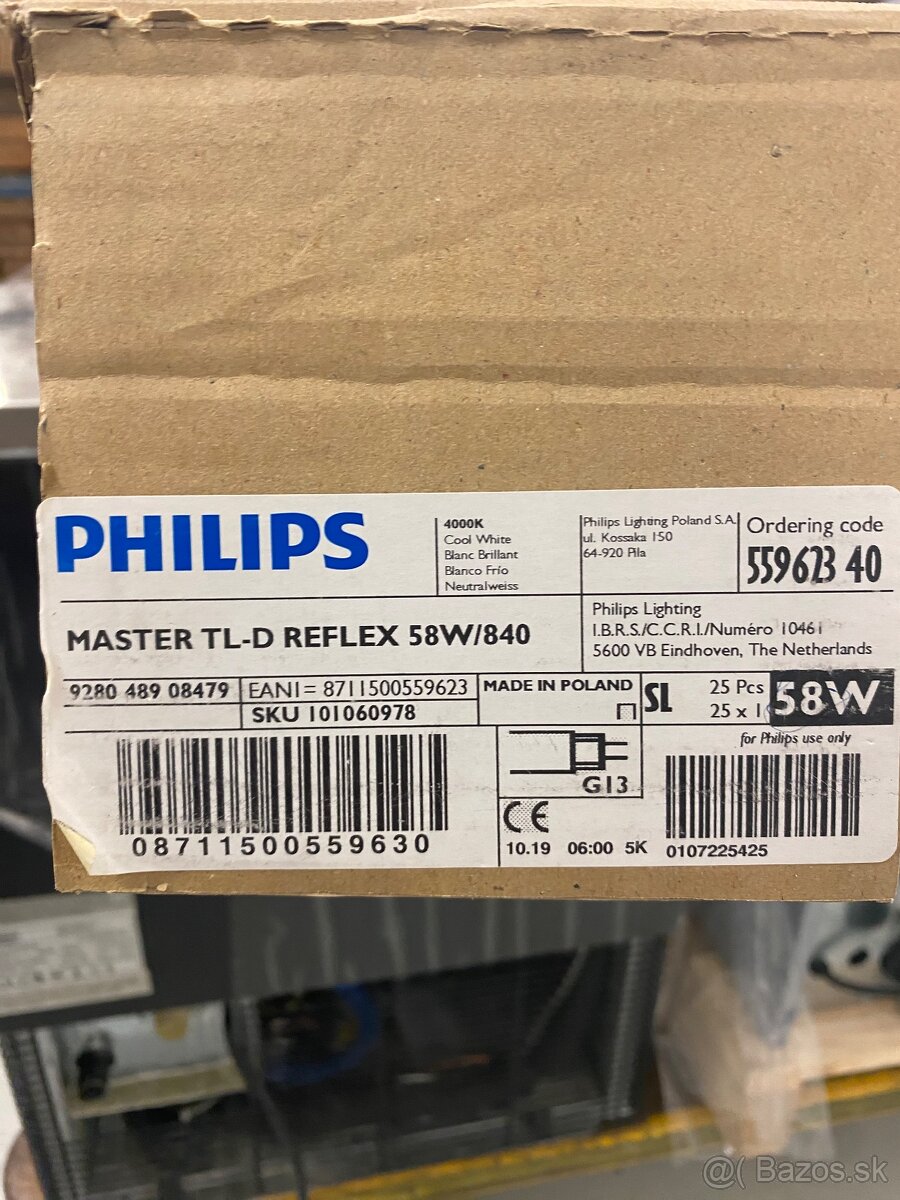 PHILIPS
4000K
Cool White
Blanc Brillant
Blanco Frío
Neutralweiss
Philips Lighting Poland S.A.
ul. Kossaka 150
64-920 Piła
Ordering code
559623 40
MASTER TL-D REFLEX 58W/840
Philips Lighting
I.B.R.S./C.C.R.I./Numéro 10461
5600 VB Eindhoven, The Netherlands
9280 489 08479
EAN1= 8711500559623
SKU 101060978
MADE IN POLAND
SL
25 Pcs
25 x 1
58W
for Philips use only
G13
CE
10.19 06:00 5K
08711500559630
0107225425
@( Bazos.sk